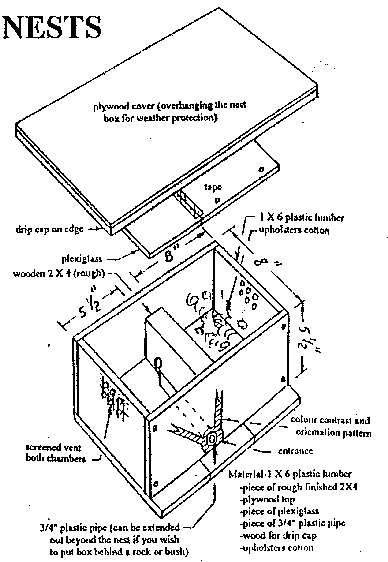 NESTS
plywood cover (overhanging the nest
box for weather protection)
tape
drip cap on edge
1 X 6 plastic lumber
upholsters cotton
plexiglass
8"
8"
wooden 2 X 4 (rough)
5 1/2"
5 1/2"
colour contrast and
orientation pattern
entrance
screened vent
both chambers
Material-1 X 6 plastic lumber
-piece of rough finished 2X4
-plywood top
-piece of plexiglass
-piece of 3/4" plastic pipe
-wood for drip cap
-upholsters cotton
3/4" plastic pipe (can be extended
out beyond the nest if you wish
to put box behind a rock or bush)